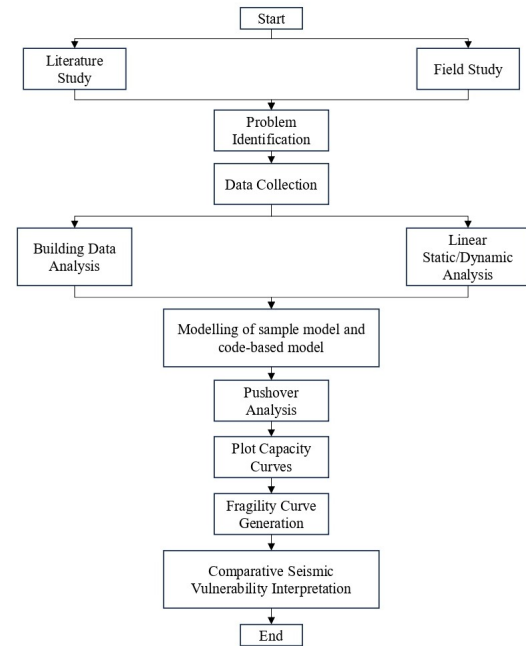 Start
Literature
Study
Field Study
Problem
Identification
Data Collection
Building Data
Analysis
Linear
Static/Dynamic
Analysis
Modelling of sample model and
code-based model
Pushover
Analysis
Plot Capacity
Curves
Fragility Curve
Generation
Comparative Seismic
Vulnerability Interpretation
End